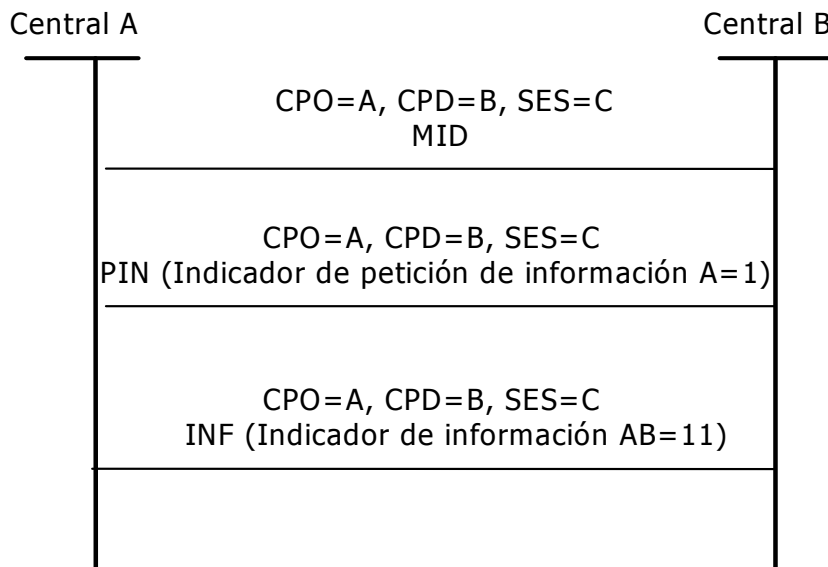 Central A
Central B
CPO=A, CPD=B, SES=C
MID
CPO=A, CPD=B, SES=C
PIN (Indicador de petición de información A=1)
CPO=A, CPD=B, SES=C
INF (Indicador de información AB=11)